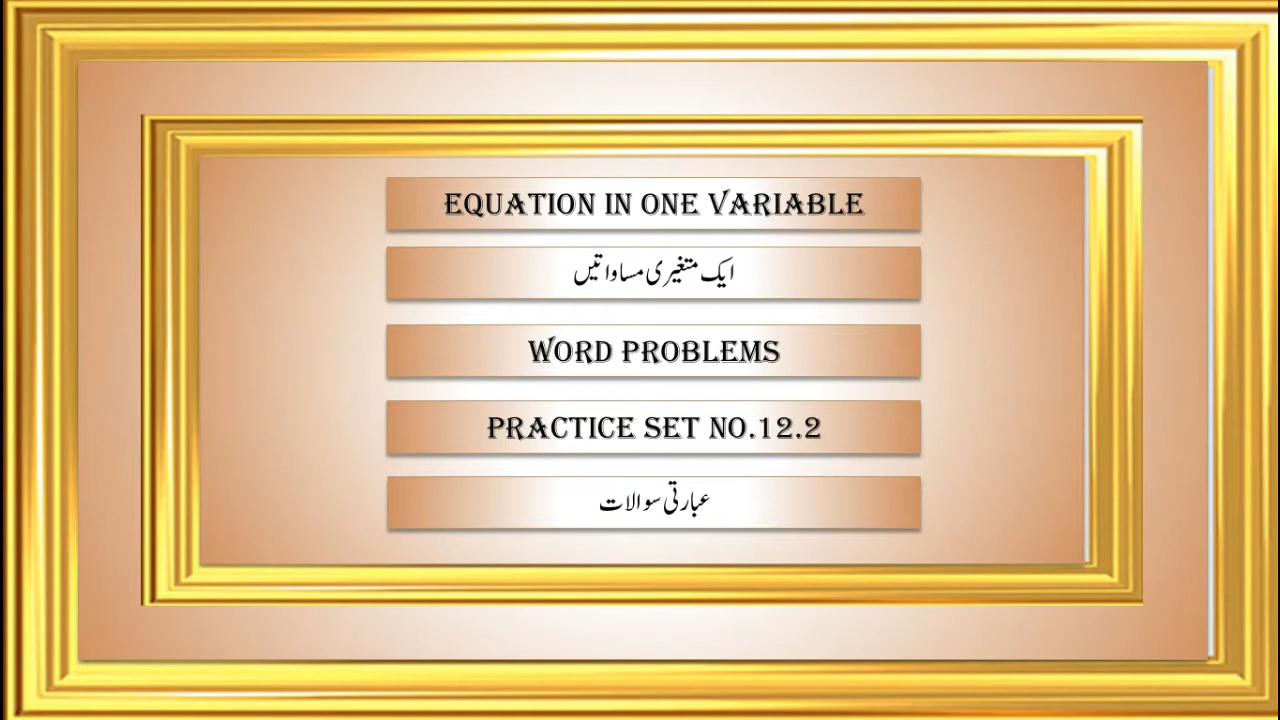 EQUATION IN ONE VARIABLE
ایک متغیری مساواتیں
WORD PROBLEMS
PRACTICE SET NO.12.2
عبارتی سوالات